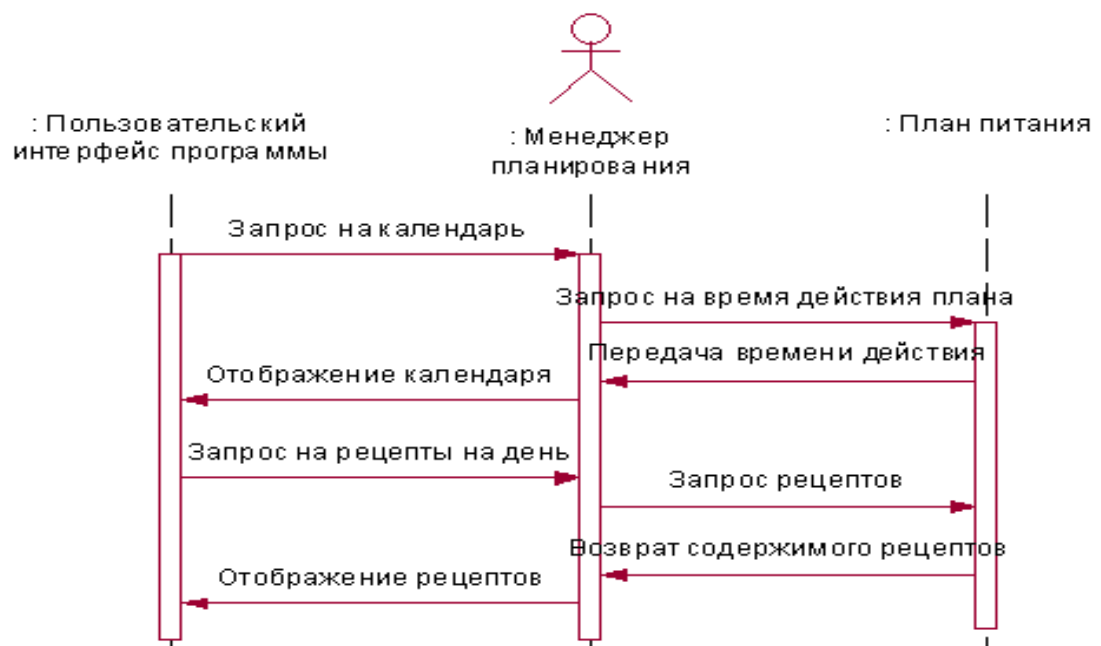 : Пользовательский
интерфейс программы
: Менеджер
планирования
: План питания
Запрос на календарь
Запрос на время действия плана
Передача времени действия
Отображение календаря
Запрос на рецепты на день
Запрос рецептов
Возврат содержимого рецептов
Отображение рецептов